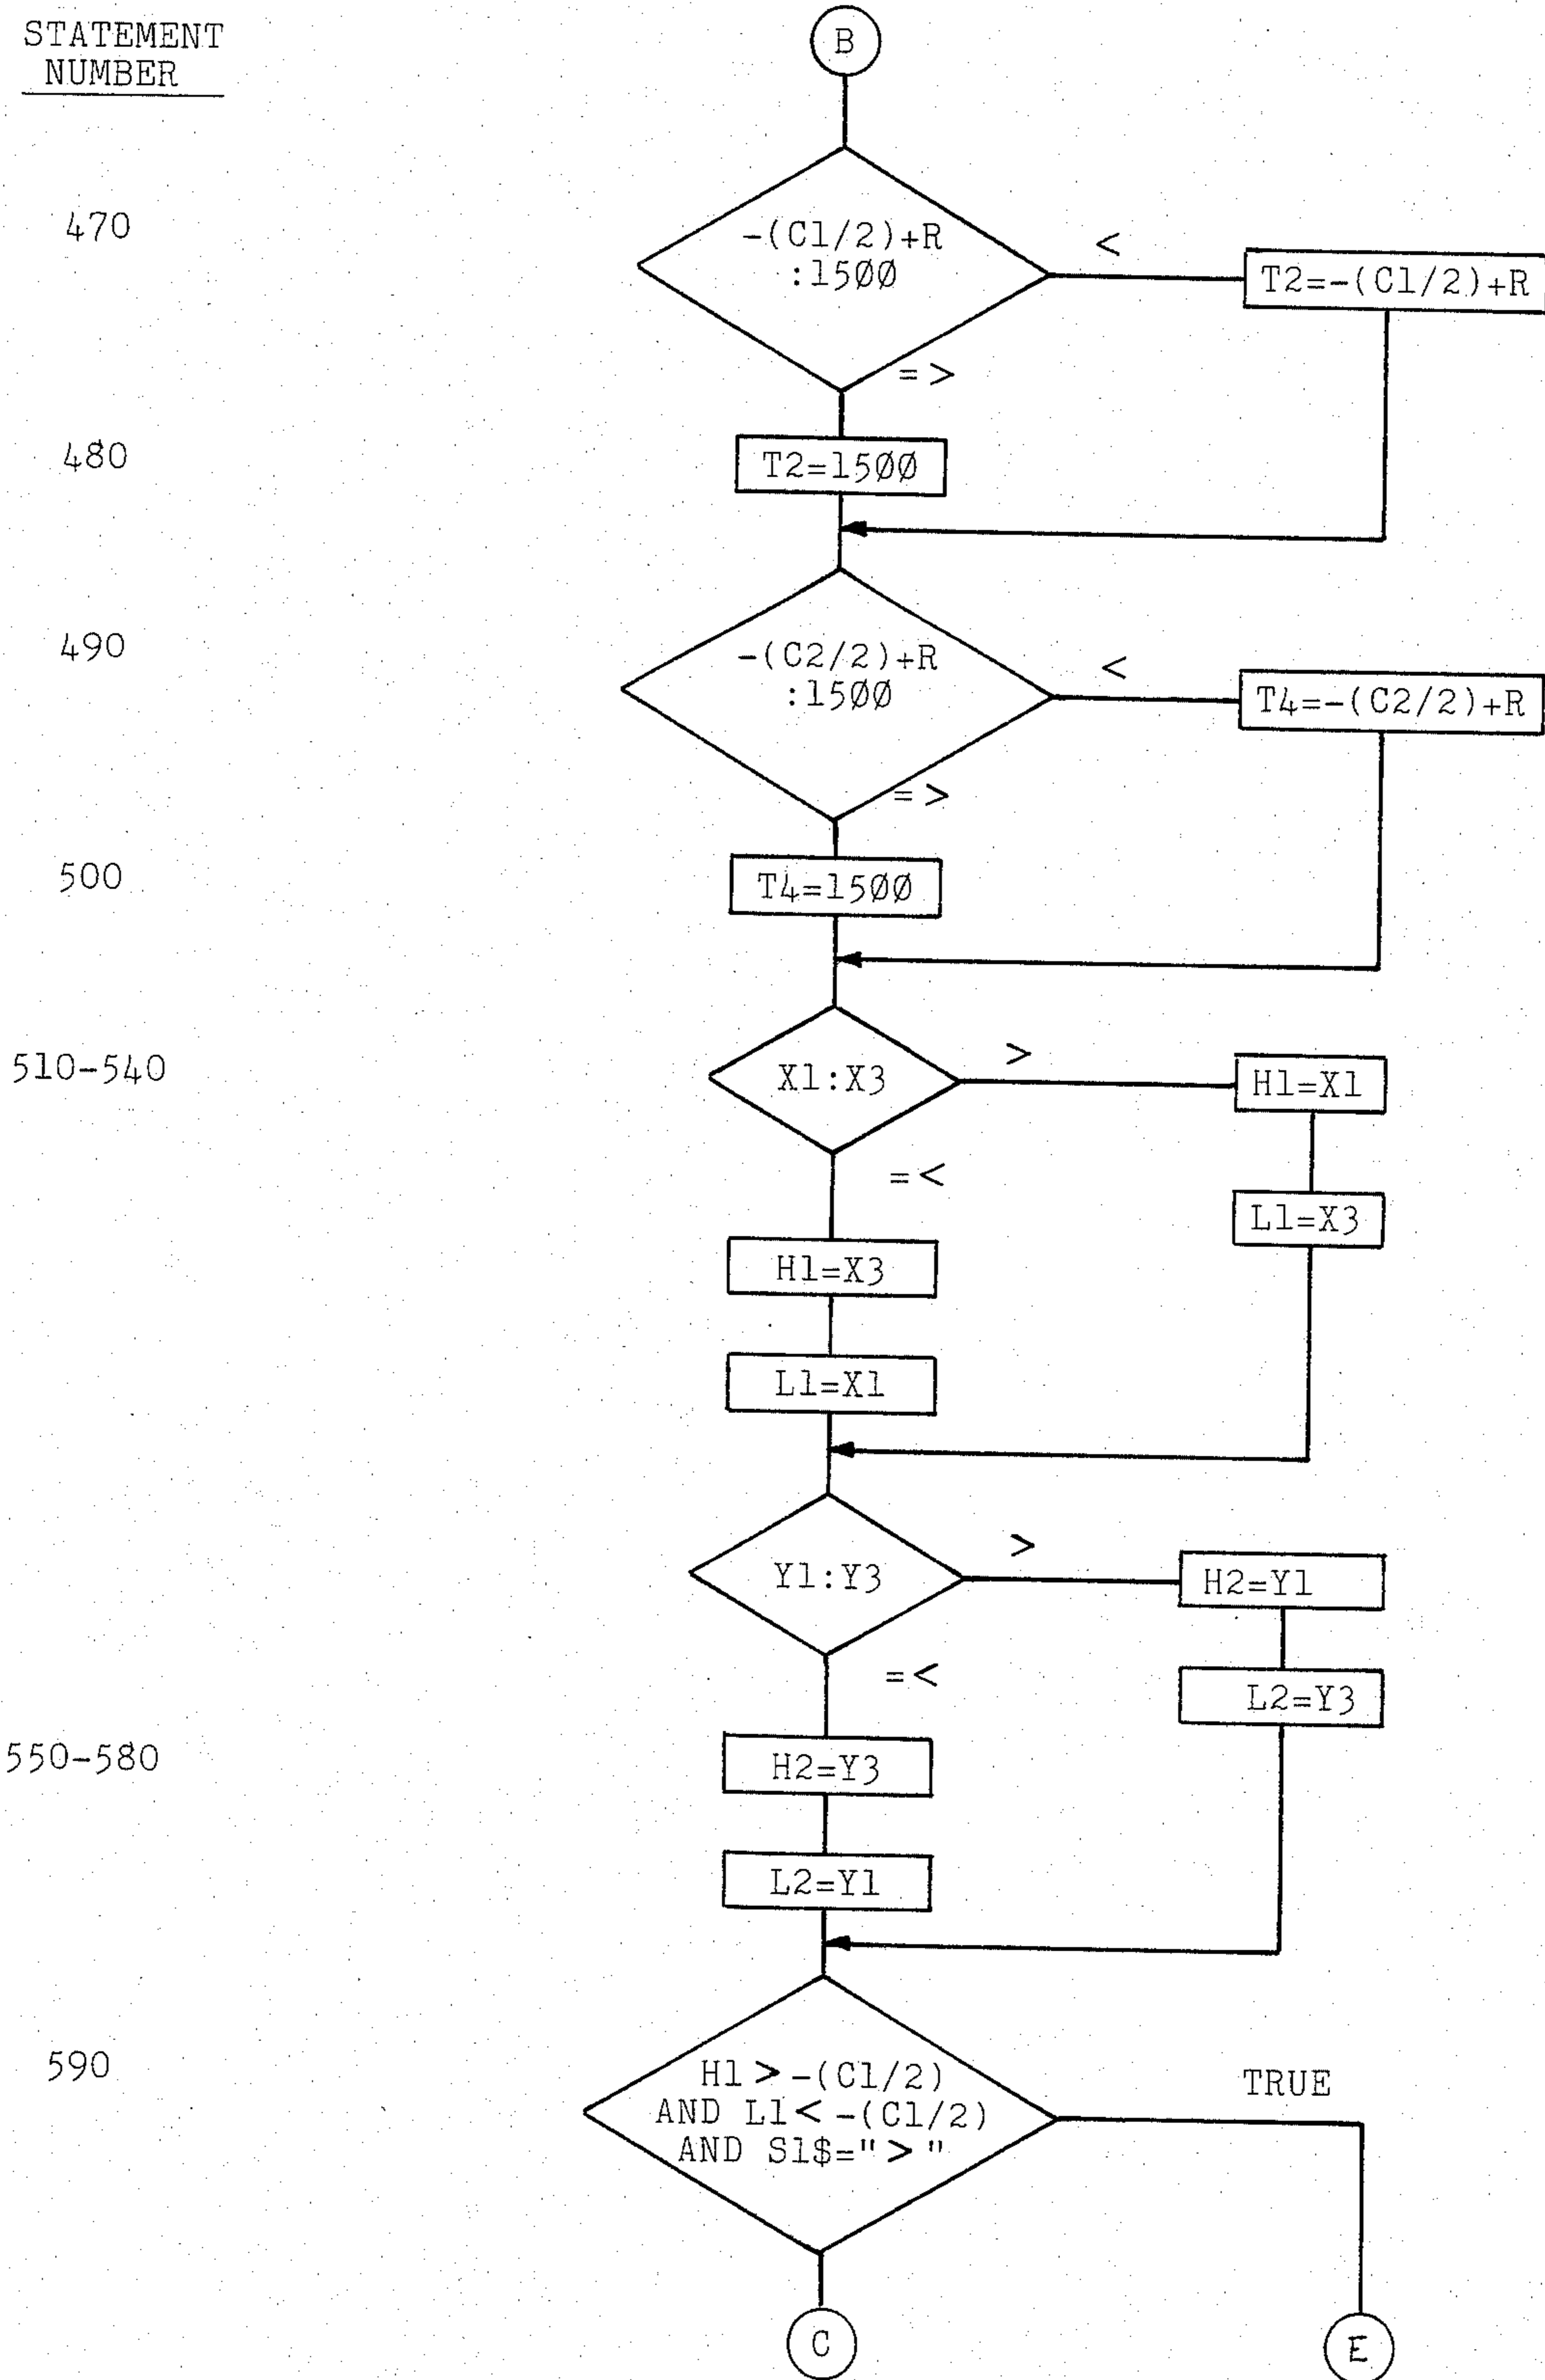 STATEMENT
NUMBER
B
470
-(C1/2)+R
:15ØØ
<
T2=-(C1/2)+R
=>
480
T2=15ØØ
490
-(C2/2)+R
:15ØØ
<
T4=-(C2/2)+R
=>
500
T4=15ØØ
510-540
X1:X3
>
H1=X1
=<
L1=X3
H1=X3
L1=X1
Y1:Y3
>
H2=Y1
=<
L2=Y3
550-580
H2=Y3
L2=Y1
590
H1>-(C1/2)
AND L1<-(C1/2)
AND S1$=">"
TRUE
C
E